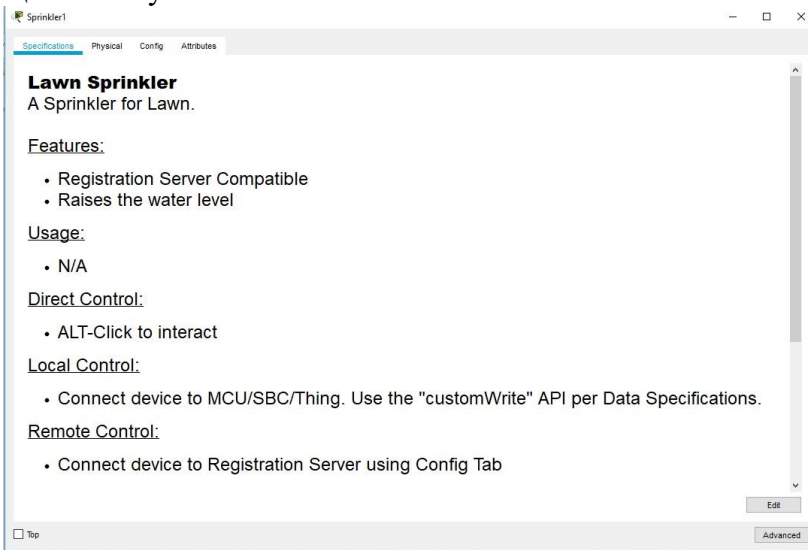 Sprinkler1
Specifications Physical Config Attributes
Lawn Sprinkler
A Sprinkler for Lawn.
Features:
• Registration Server Compatible
• Raises the water level
Usage:
• N/A
Direct Control:
• ALT-Click to interact
Local Control:
• Connect device to MCU/SBC/Thing. Use the "customWrite" API per Data Specifications.
Remote Control:
• Connect device to Registration Server using Config Tab
Edit
Top
Advanced